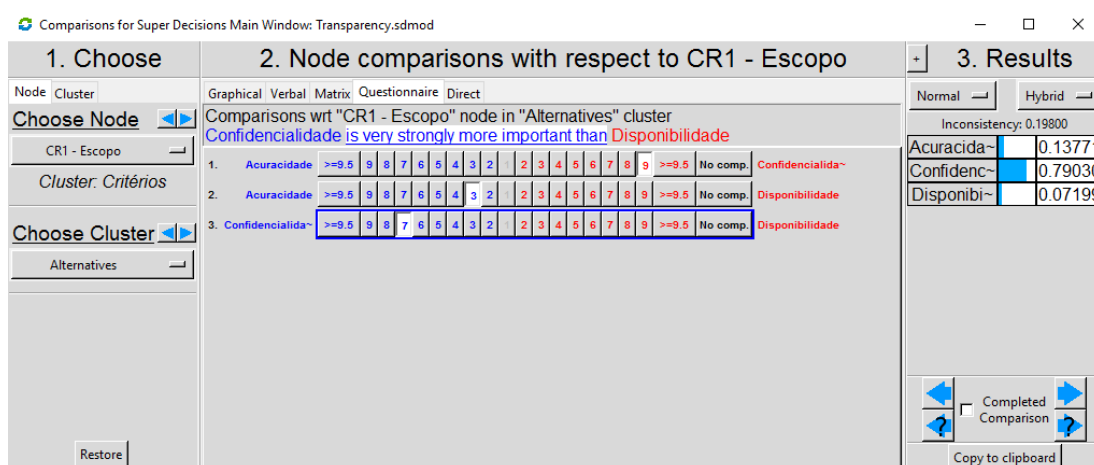 Comparisons for Super Decisions Main Window: Transparency.sdmod
1. Choose
2. Node comparisons with respect to CR1 - Escopo
+ 3. Results
Node Cluster
Choose Node
CR1 - Escopo
Cluster: Critérios
Choose Cluster
Alternatives
Restore
Graphical Verbal Matrix Questionnaire Direct
Comparisons wrt "CR1 - Escopo" node in "Alternatives" cluster
Confidencialidade is very strongly more important than Disponibilidade
1. Acuracidade >=9.5 9 8 7 6 5 4 3 2 1 2 3 4 5 6 7 8 9 >=9.5 No comp. Confidencialida~
2. Acuracidade >=9.5 9 8 7 6 5 4 3 2 1 2 3 4 5 6 7 8 9 >=9.5 No comp. Disponibilidade
3. Confidencialida~ >=9.5 9 8 7 6 5 4 3 2 1 2 3 4 5 6 7 8 9 >=9.5 No comp. Disponibilidade
Normal Hybrid
Inconsistency: 0.19800
Acuracida~ 0.1377
Confidenc~ 0.7903
Disponibi~ 0.07199
Completed
Comparison
? ?
Copy to clipboard